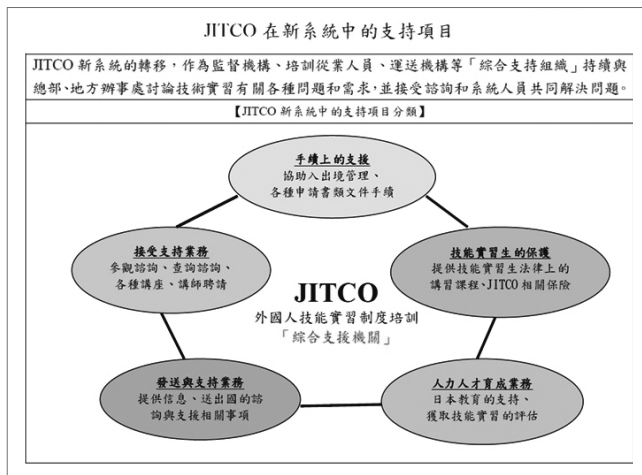 JITCO 在新系統中的支持項目
JITCO 新系統的轉移，作為監督機構、培訓從業人員、運送機構等「綜合支持組織」持續與
總部、地方辦事處討論技術實習有關各種問題和需求，並接受諮詢和系統人員共同解決問題。
【JITCO 新系統中的支持項目分類】
手續上的支援
協助入出境管理、
各種申請書類文件手續
接受支持業務
參觀諮詢、查詢諮詢、
各種講座、講師聘請
技能實習生的保護
提供技能實習生法律上的
講習課程、JITCO 相關保險
JITCO
外國人技能實習制度培訓
「綜合支援機關」
發送與支持業務
提供信息、送出國的諮
詢與支援相關事項
人力人才育成業務
日本教育的支持、
獲取技能實習的評估